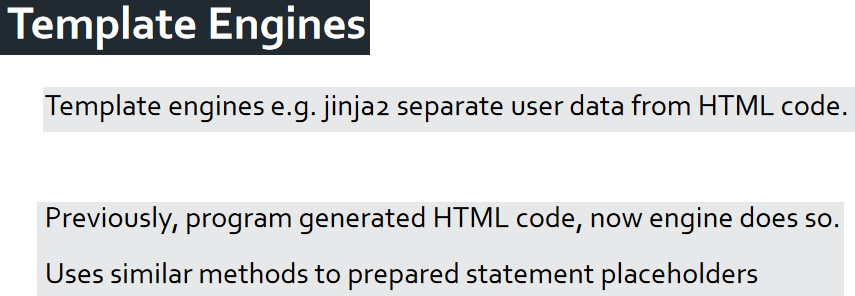 Template Engines
Template engines e.g. jinja2 separate user data from HTML code.
Previously, program generated HTML code, now engine does so.
Uses similar methods to prepared statement placeholders